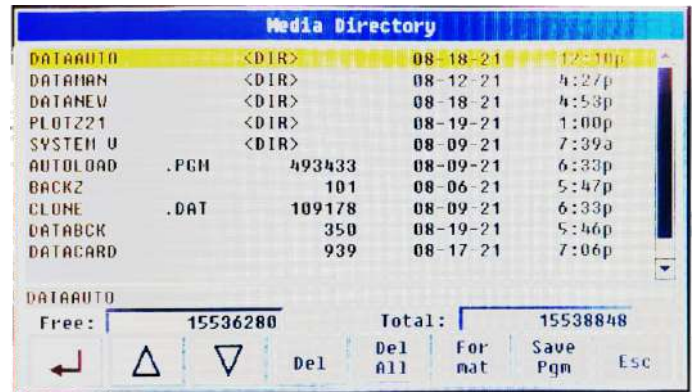 Media Directory
DATAAUTO <DIR> 08-18-21 12:10p
DATAMAN <DIR> 08-12-21 4:27p
DATANEW <DIR> 08-18-21 4:53p
PLOTZ21 <DIR> 08-19-21 1:00p
SYSTEM V <DIR> 08-09-21 7:39a
AUTOLOAD .PGM 493433 08-09-21 6:33p
BACKZ 101 08-06-21 5:47p
CLONE .DAT 109178 08-09-21 6:33p
DATABCK 350 08-19-21 5:46p
DATACARD 939 08-17-21 7:06p
DATAAUTO
Free: 15536280 Total: 15538848
Del Del All For mat Save Pgm Esc